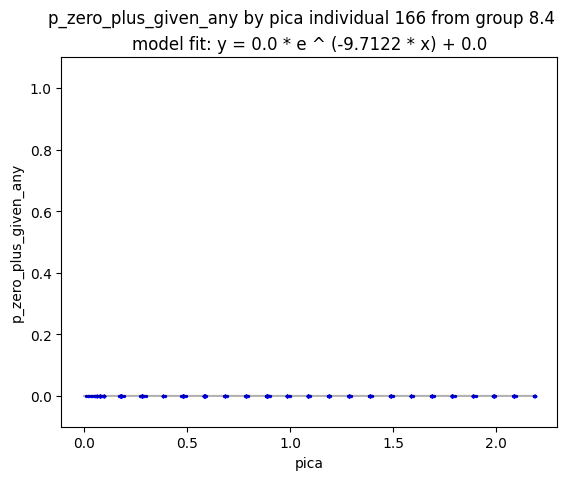 p_zero_plus_given_any by pica individual 166 from group 8.4
model fit: y = 0.0 * e ^ (-9.7122 * x) + 0.0
1.0
0.8
0.6
0.4
0.2
0.0
p_zero_plus_given_any
0.0 0.5 1.0 1.5 2.0
pica